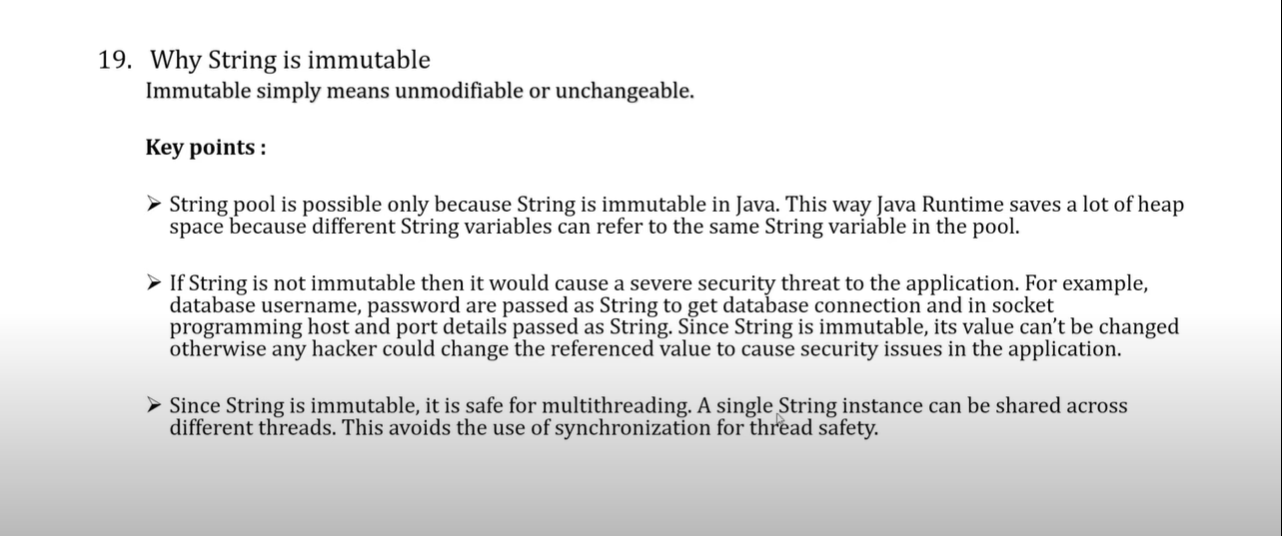 19. Why String is immutable
Immutable simply means unmodifiable or unchangeable.
Key points :
➢ String pool is possible only because String is immutable in Java. This way Java Runtime saves a lot of heap
space because different String variables can refer to the same String variable in the pool.
➢ If String is not immutable then it would cause a severe security threat to the application. For example,
database username, password are passed as String to get database connection and in socket
programming host and port details passed as String. Since String is immutable, its value can’t be changed
otherwise any hacker could change the referenced value to cause security issues in the application.
➢ Since String is immutable, it is safe for multithreading. A single String instance can be shared across
different threads. This avoids the use of synchronization for thread safety.